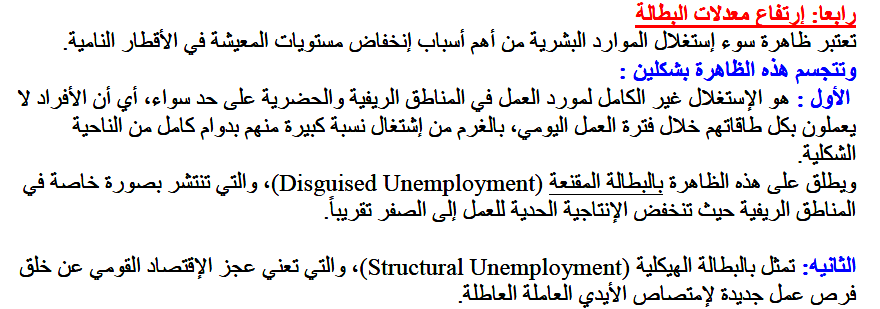 رابعا: إرتفاع معدلات البطالة
تعتبر ظاهرة سوء إستغلال الموارد البشرية من أهم أسباب إنخفاض مستويات المعيشة في الأقطار النامية.
وتتجسم هذه الظاهرة بشكلين :
الأول : هو الإستغلال غير الكامل لمورد العمل في المناطق الريفية والحضرية على حد سواء، أي أن الأفراد لا
يعملون بكل طاقاتهم خلال فترة العمل اليومي، بالغرم من إشتغال نسبة كبيرة منهم بدوام كامل من الناحية
الشكلية.
ويطلق على هذه الظاهرة بالبطالة المقنعة (Disguised Unemployment)، والتي تنتشر بصورة خاصة في
المناطق الريفية حيث تنخفض الإنتاجية الحدية للعمل إلى الصفر تقريباً.
الثانيه: تمثل بالبطالة الهيكلية (Structural Unemployment)، والتي تعني عجز الإقتصاد القومي عن خلق
فرص عمل جديدة لإمتصاص الأيدي العاملة العاطلة.